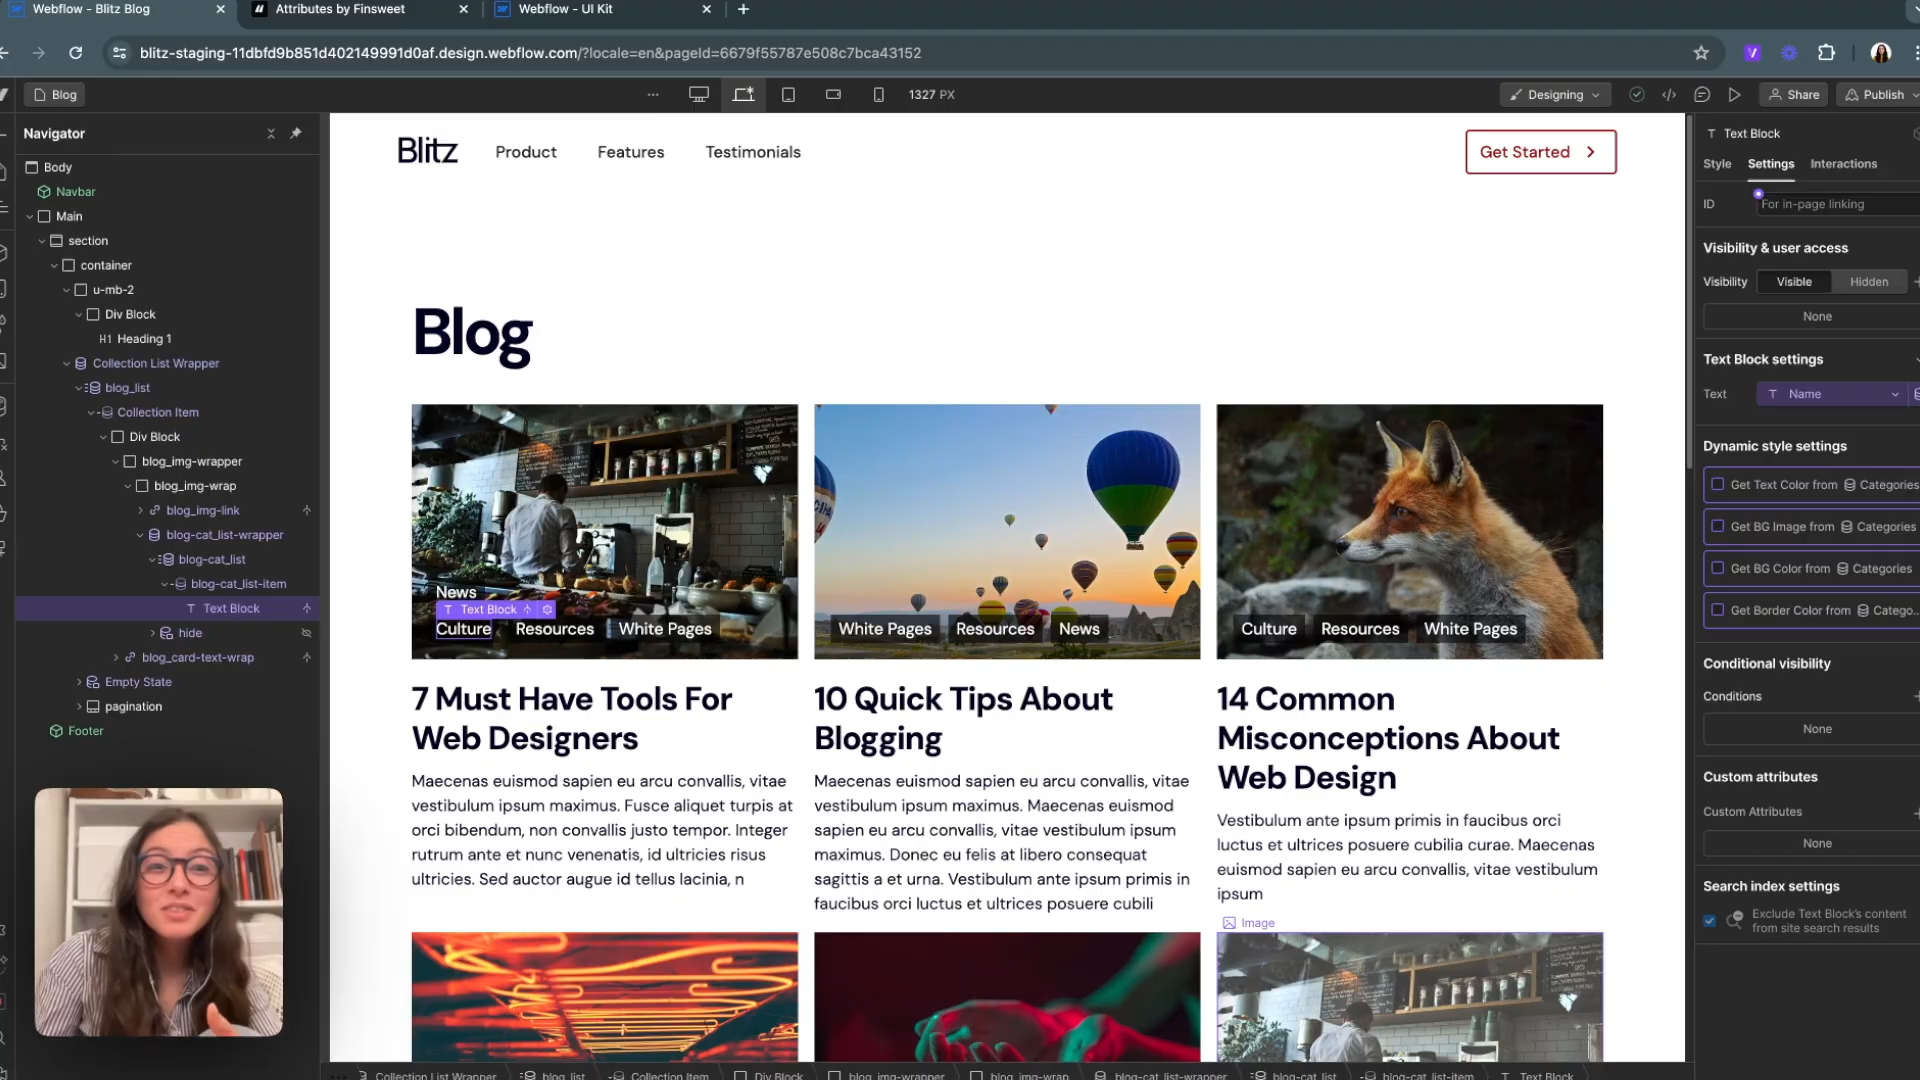 Webflow - Blitz Blog
Attributes by Finsweet
Webflow - UI Kit
blitz-staging-11dbfd9b851d402149991d0af.design.webflow.com/?locale=en&pageId=6679f55787e508c7bca43152
Blog
1327 PX
Designing
Share
Publish
Navigator
Body
Navbar
Main
section
container
u-mb-2
Div Block
H1 Heading 1
Collection List Wrapper
blog_list
Collection Item
Div Block
blog_img-wrapper
blog_img-wrap
blog_img-link
blog-cat_list-wrapper
blog-cat_list
blog-cat_list-item
Text Block
hide
blog_card-text-wrap
Empty State
pagination
Footer
Blitz
Product
Features
Testimonials
Get Started
Blog
News
Text Block
Culture
Resources
White Pages
White Pages
Resources
News
Culture
Resources
White Pages
7 Must Have Tools For
Web Designers
Maecenas euismod sapien eu arcu convallis, vitae
vestibulum ipsum maximus. Fusce aliquet turpis at
orci bibendum, non convallis justo tempor. Integer
rutrum ante et nunc venenatis, id ultricies risus
ultricies. Sed auctor augue id tellus lacinia, n
10 Quick Tips About
Blogging
Maecenas euismod sapien eu arcu convallis, vitae
vestibulum ipsum maximus. Maecenas euismod
sapien eu arcu convallis, vitae vestibulum ipsum
maximus. Donec eu felis at libero consequat
sagittis a et urna. Vestibulum ante ipsum primis in
faucibus orci luctus et ultrices posuere cubili
14 Common
Misconceptions About
Web Design
Vestibulum ante ipsum primis in faucibus orci
luctus et ultrices posuere cubilia curae. Maecenas
euismod sapien eu arcu convallis, vitae vestibulum
ipsum
Image
Text Block
Style
Settings
Interactions
ID
For in-page linking
Visibility & user access
Visibility
Visible
Hidden
None
Text Block settings
Text
Name
Dynamic style settings
Get Text Color from Categories
Get BG Image from Categories
Get BG Color from Categories
Get Border Color from Catego...
Conditional visibility
Conditions
None
Custom attributes
Custom Attributes
None
Search index settings
Exclude Text Block's content
from site search results
Collection List Wrapper
blog_list
Collection Item
Div Block
blog_img-wrapper
blog_img-wrap
blog-cat_list-wrapper
blog-cat_list
blog-cat_list-item
Text Block